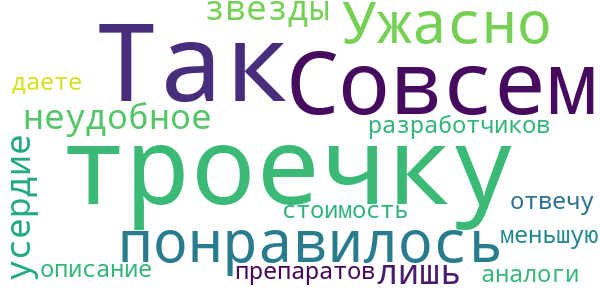 звезды Ужасно
Так Совсем
даете
неудобное
разработчиков
троечку
усердие
стоимость
отвечу
понравилось
меньшую
описание
препаратов
лишь
аналоги